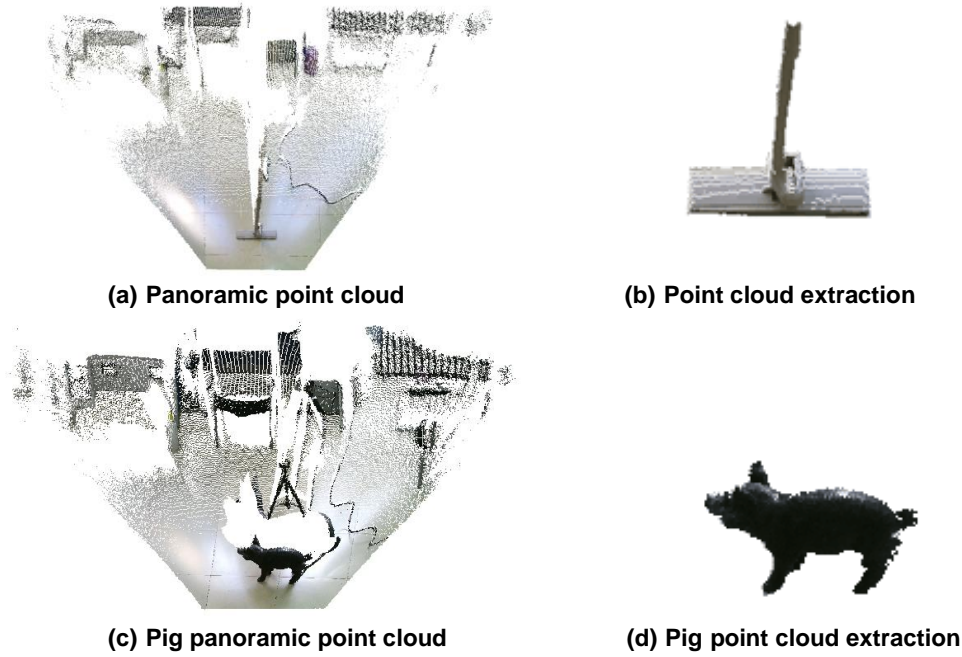 (a) Panoramic point cloud
(b) Point cloud extraction
(c) Pig panoramic point cloud
(d) Pig point cloud extraction